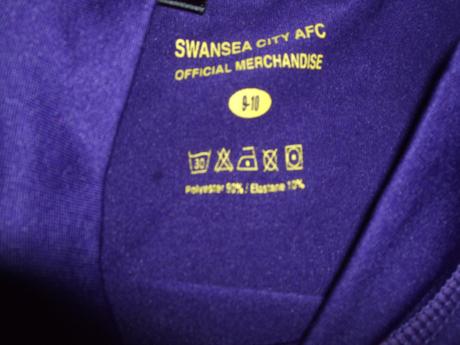 SWANSEA CITY AFC
OFFICIAL MERCHANDISE
9-10
30
Polyester 90% / Elastane 10%